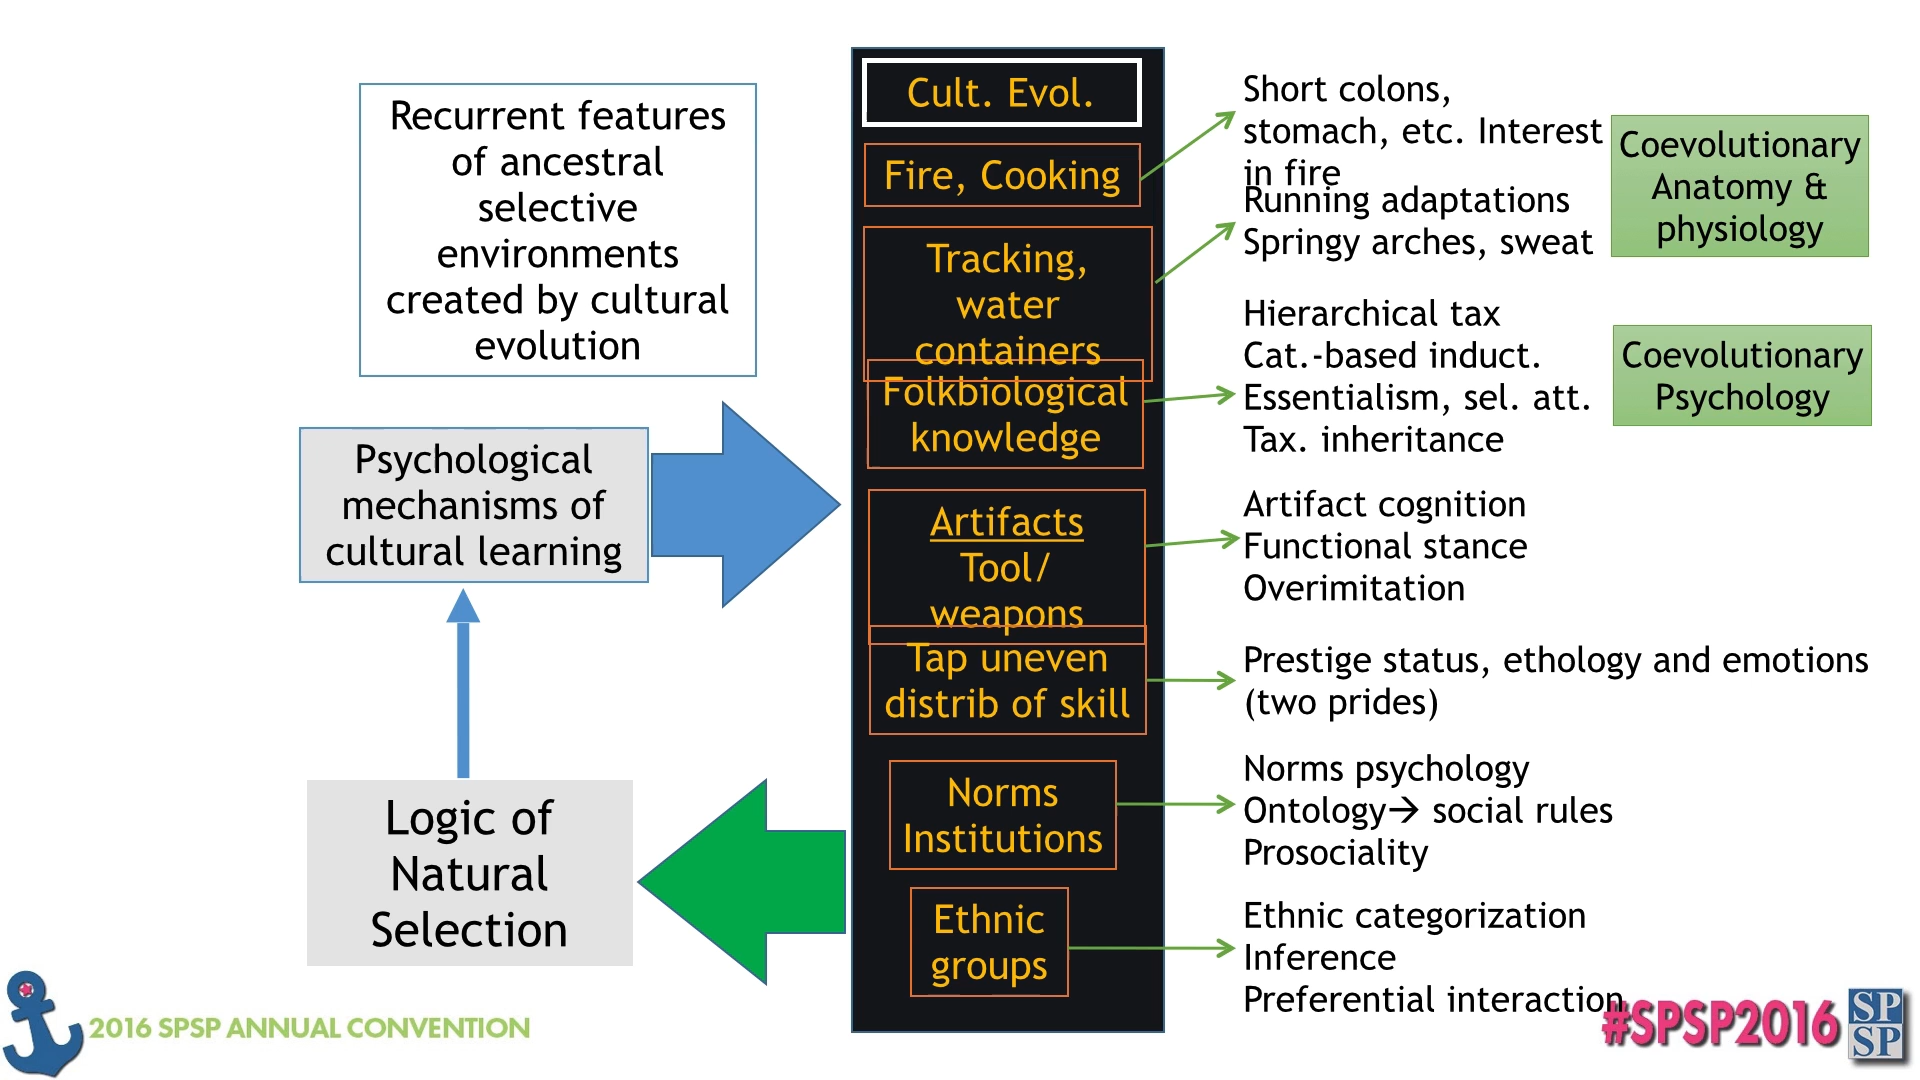 Recurrent features
of ancestral
selective
environments
created by cultural
evolution
Psychological
mechanisms of
cultural learning
Logic of
Natural
Selection
Cult. Evol.
Fire, Cooking
Tracking,
water
containers
Folkbiological
knowledge
Artifacts
Tool/
weapons
Tap uneven
distrib of skill
Norms
Institutions
Ethnic
groups
Short colons,
stomach, etc. Interest
in fire
Running adaptations
Springy arches, sweat
Hierarchical tax
Cat.-based induct.
Essentialism, sel. att.
Tax. inheritance
Artifact cognition
Functional stance
Overimitation
Prestige status, ethology and emotions
(two prides)
Norms psychology
Ontology→ social rules
Prosociality
Ethnic categorization
Inference
Preferential interaction
Coevolutionary
Anatomy &
physiology
Coevolutionary
Psychology
2016 SPSP ANNUAL CONVENTION
#SPSP2016
SP
SP